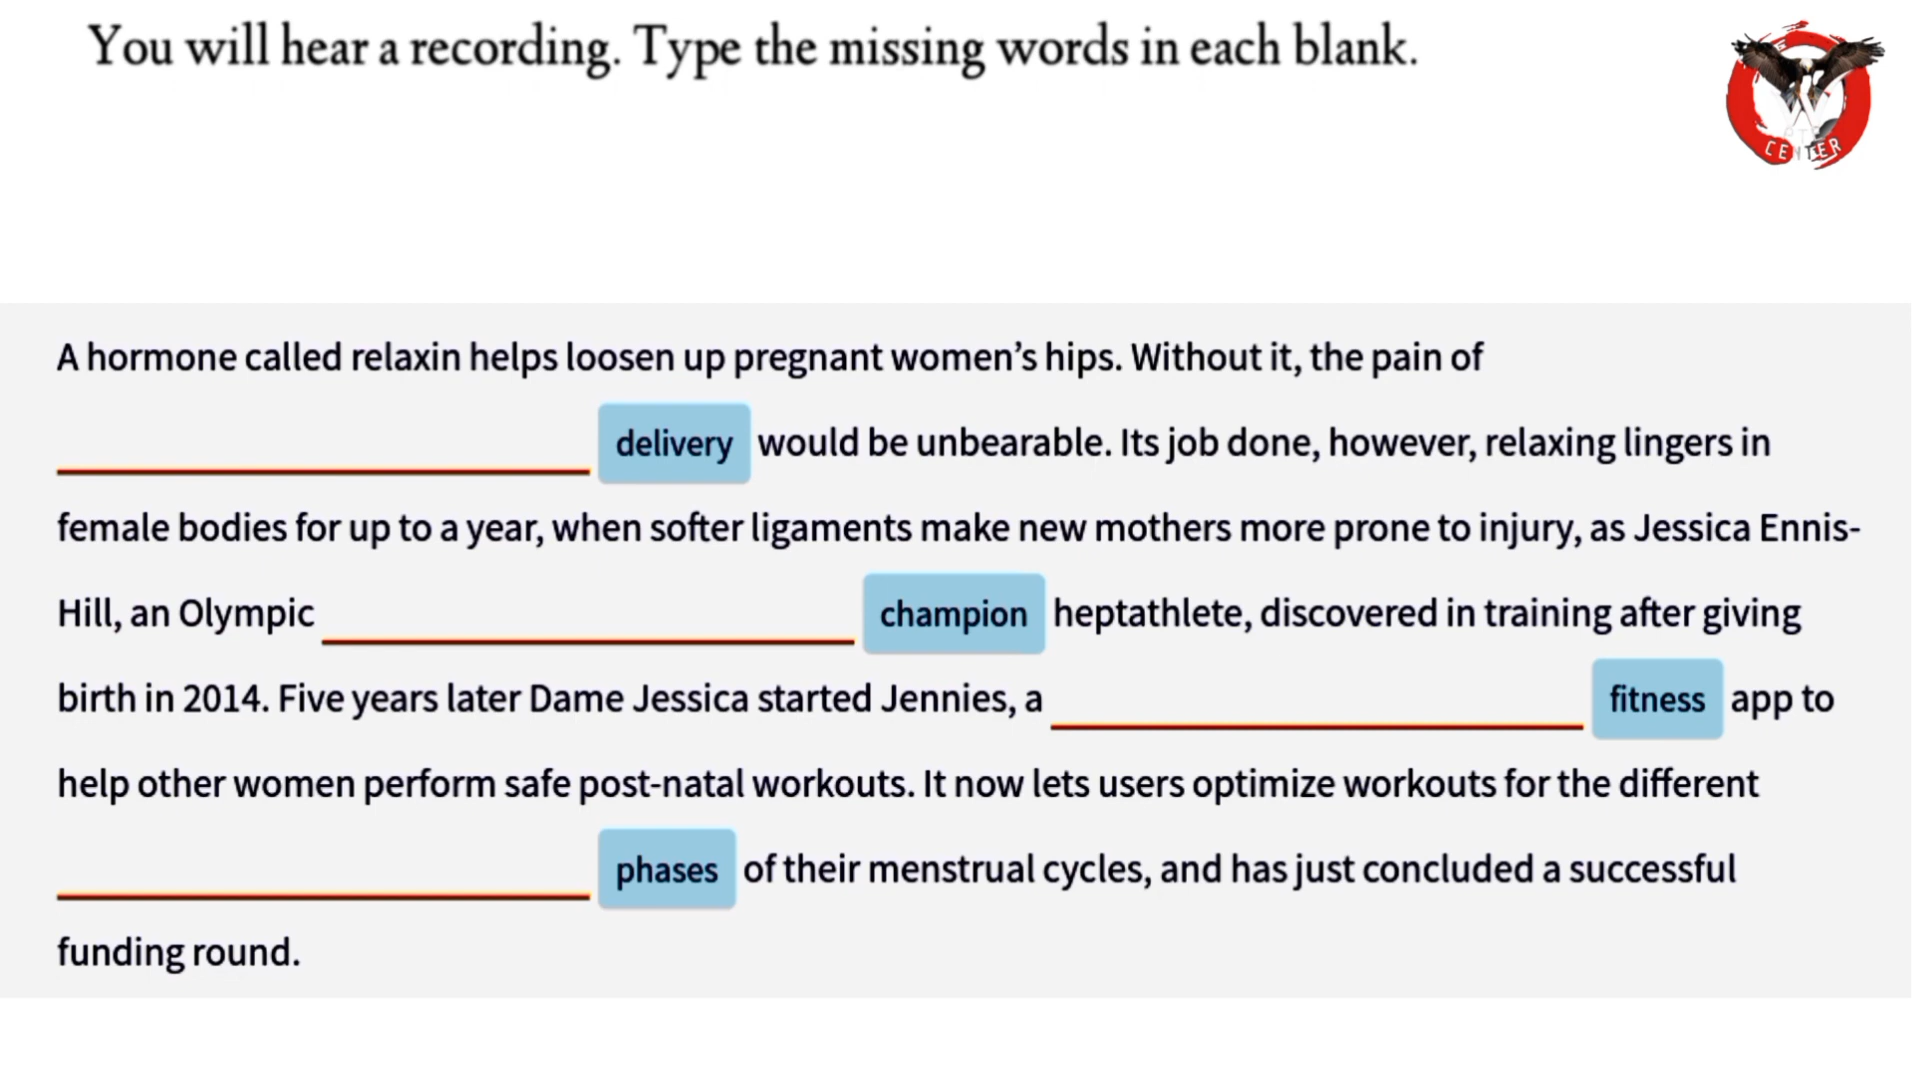 You will hear a recording. Type the missing words in each blank.
CENTER
A hormone called relaxin helps loosen up pregnant women’s hips. Without it, the pain of
delivery would be unbearable. Its job done, however, relaxing lingers in
female bodies for up to a year, when softer ligaments make new mothers more prone to injury, as Jessica Ennis-
Hill, an Olympic champion heptathlete, discovered in training after giving
birth in 2014. Five years later Dame Jessica started Jennies, a fitness app to
help other women perform safe post-natal workouts. It now lets users optimize workouts for the different
phases of their menstrual cycles, and has just concluded a successful
funding round.